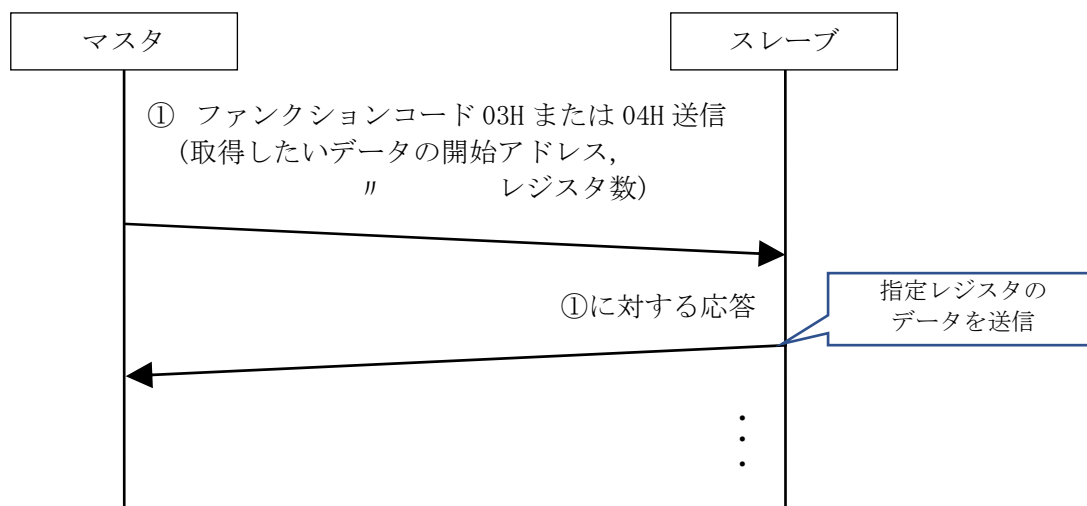 マスタ
スレーブ
① ファンクションコード 03H または 04H 送信
(取得したいデータの開始アドレス,
〃 レジスタ数)
①に対する応答
指定レジスタの
データを送信